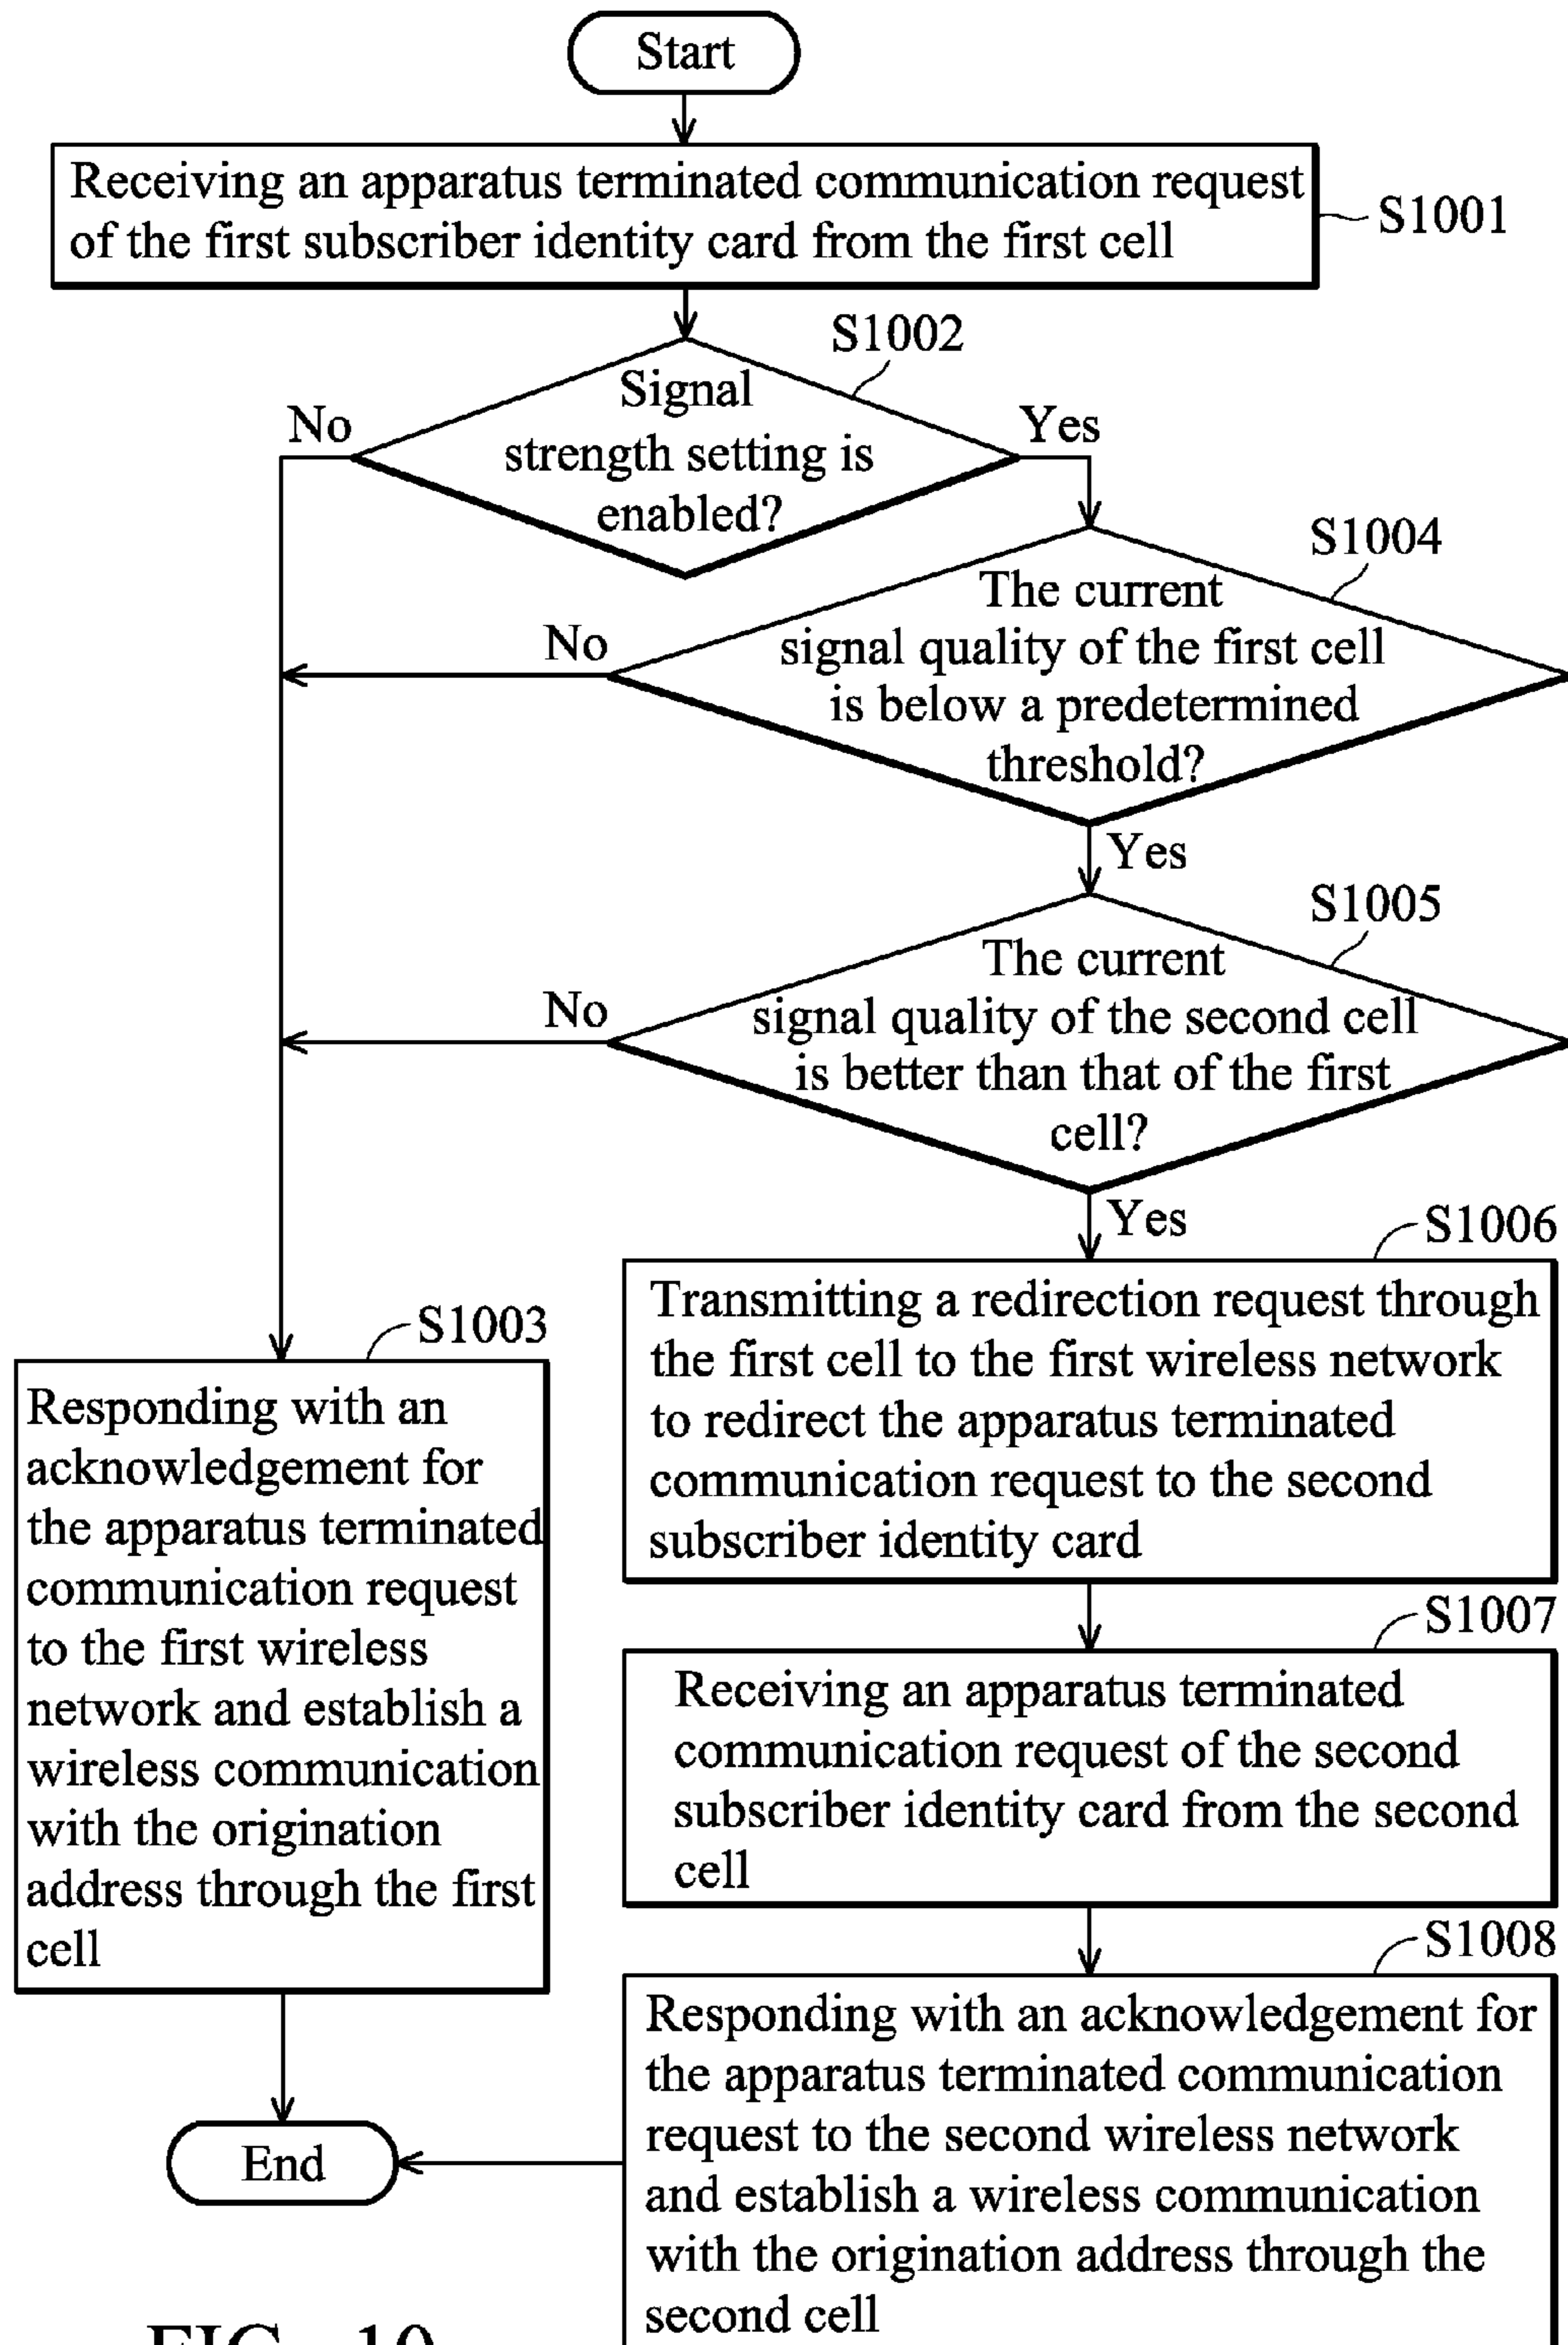 Start
Receiving an apparatus terminated communication request
of the first subscriber identity card from the first cell
S1001
S1002
Signal
strength setting is
enabled?
No
Yes
S1004
The current
signal quality of the first cell
is below a predetermined
threshold?
No
Yes
S1005
The current
signal quality of the second cell
is better than that of the first
cell?
No
Yes
S1006
Transmitting a redirection request through
the first cell to the first wireless network
to redirect the apparatus terminated
communication request to the second
subscriber identity card
S1003
Responding with an
acknowledgement for
the apparatus terminated
communication request
to the first wireless
network and establish a
wireless communication
with the origination
address through the first
cell
S1007
Receiving an apparatus terminated
communication request of the second
subscriber identity card from the second
cell
S1008
Responding with an acknowledgement for
the apparatus terminated communication
request to the second wireless network
and establish a wireless communication
with the origination address through the
second cell
End
FIG. 10